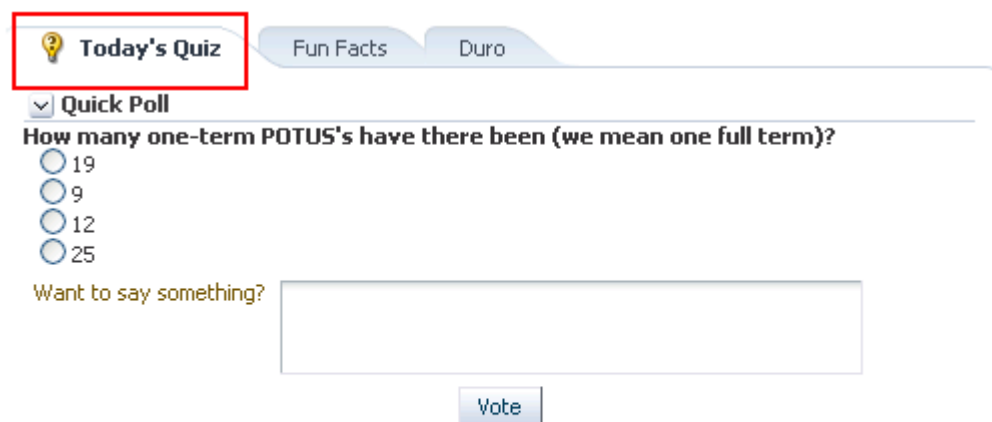 Today's Quiz Fun Facts Duro
Quick Poll
How many one-term POTUS's have there been (we mean one full term)?
19
9
12
25
Want to say something?
Vote